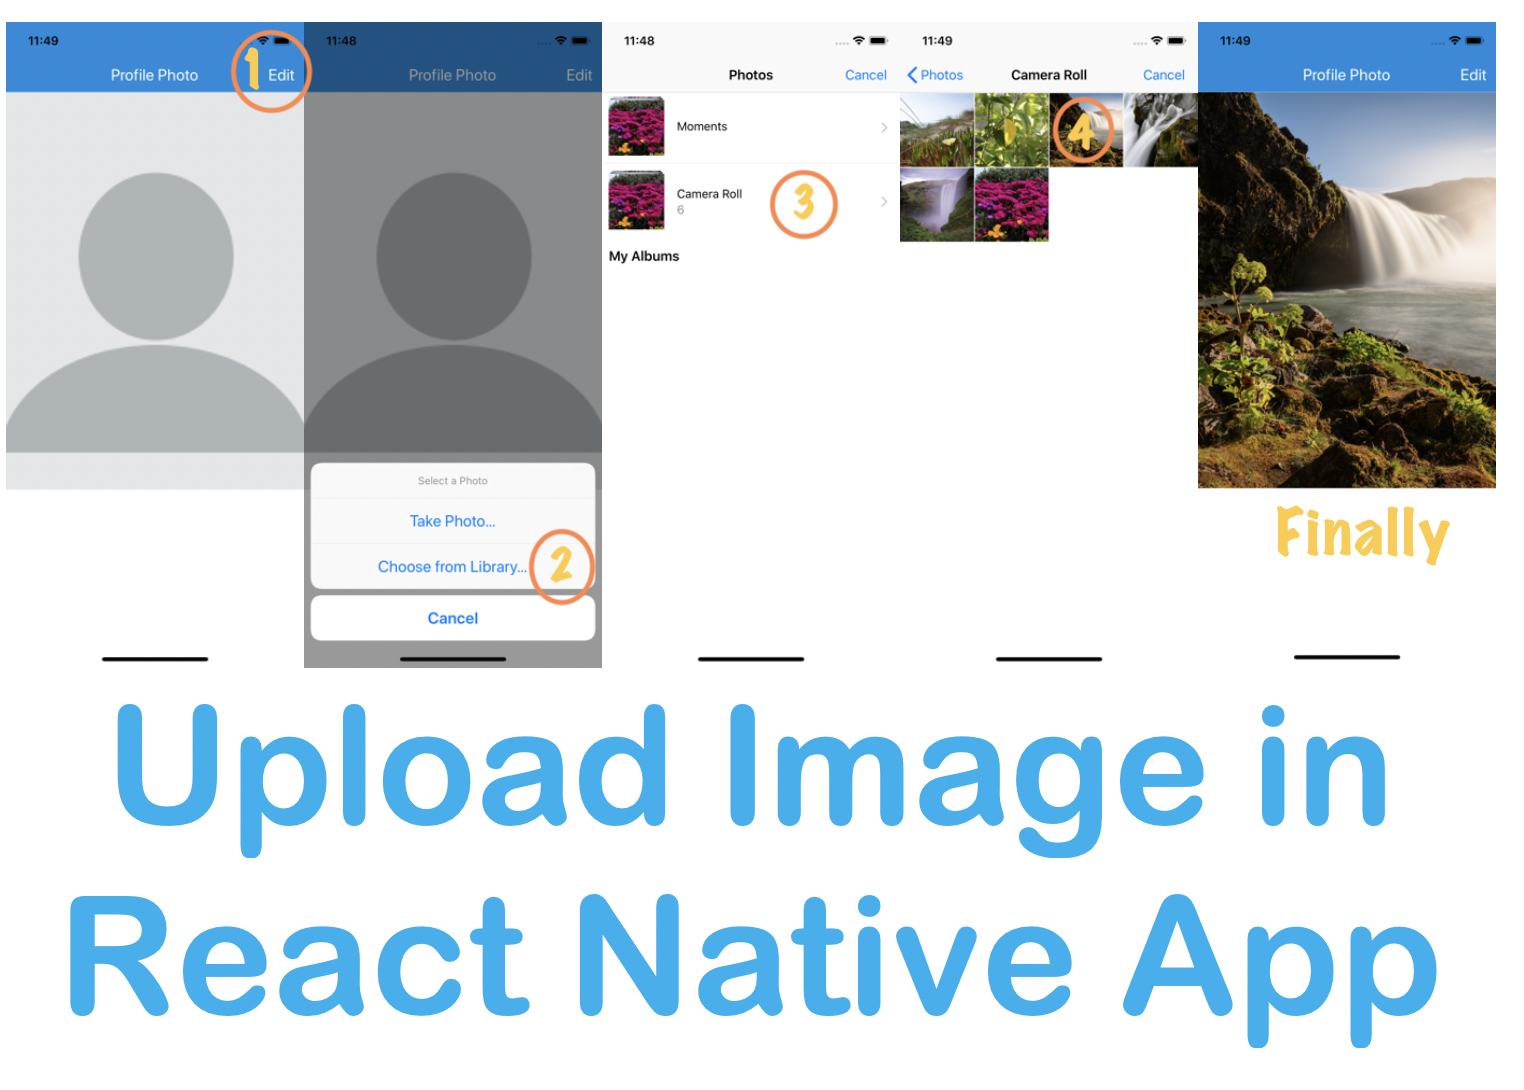 11:49
Profile Photo
1
Edit
11:48
Profile Photo
Edit
Select a Photo
Take Photo...
Choose from Library...
2
Cancel
11:48
Photos
Cancel
Moments
Camera Roll
6
3
My Albums
11:49
Photos
Camera Roll
Cancel
4
11:49
Profile Photo
Edit
Finally
Upload Image in
React Native App